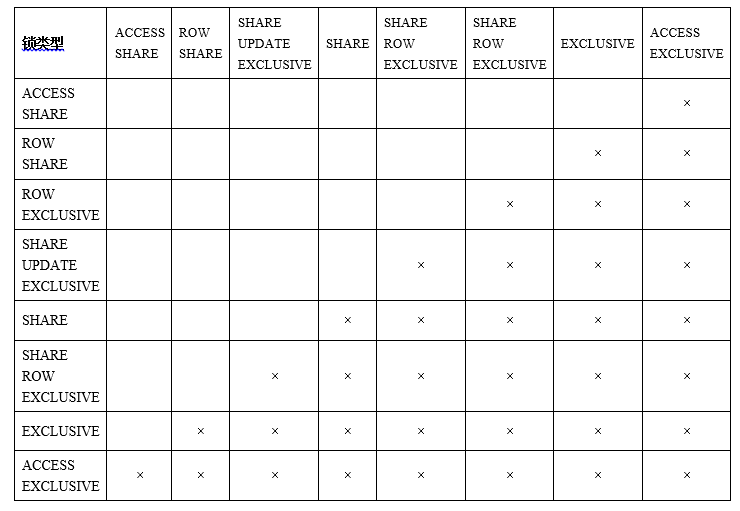 锁类型 ACCESS SHARE ROW SHARE SHARE UPDATE EXCLUSIVE SHARE SHARE ROW EXCLUSIVE SHARE ROW EXCLUSIVE EXCLUSIVE ACCESS EXCLUSIVE
ACCESS SHARE ×
ROW SHARE × ×
ROW EXCLUSIVE × × ×
SHARE UPDATE EXCLUSIVE × × × ×
SHARE × × × × ×
SHARE ROW EXCLUSIVE × × × × × ×
EXCLUSIVE × × × × × × ×
ACCESS EXCLUSIVE × × × × × × × ×